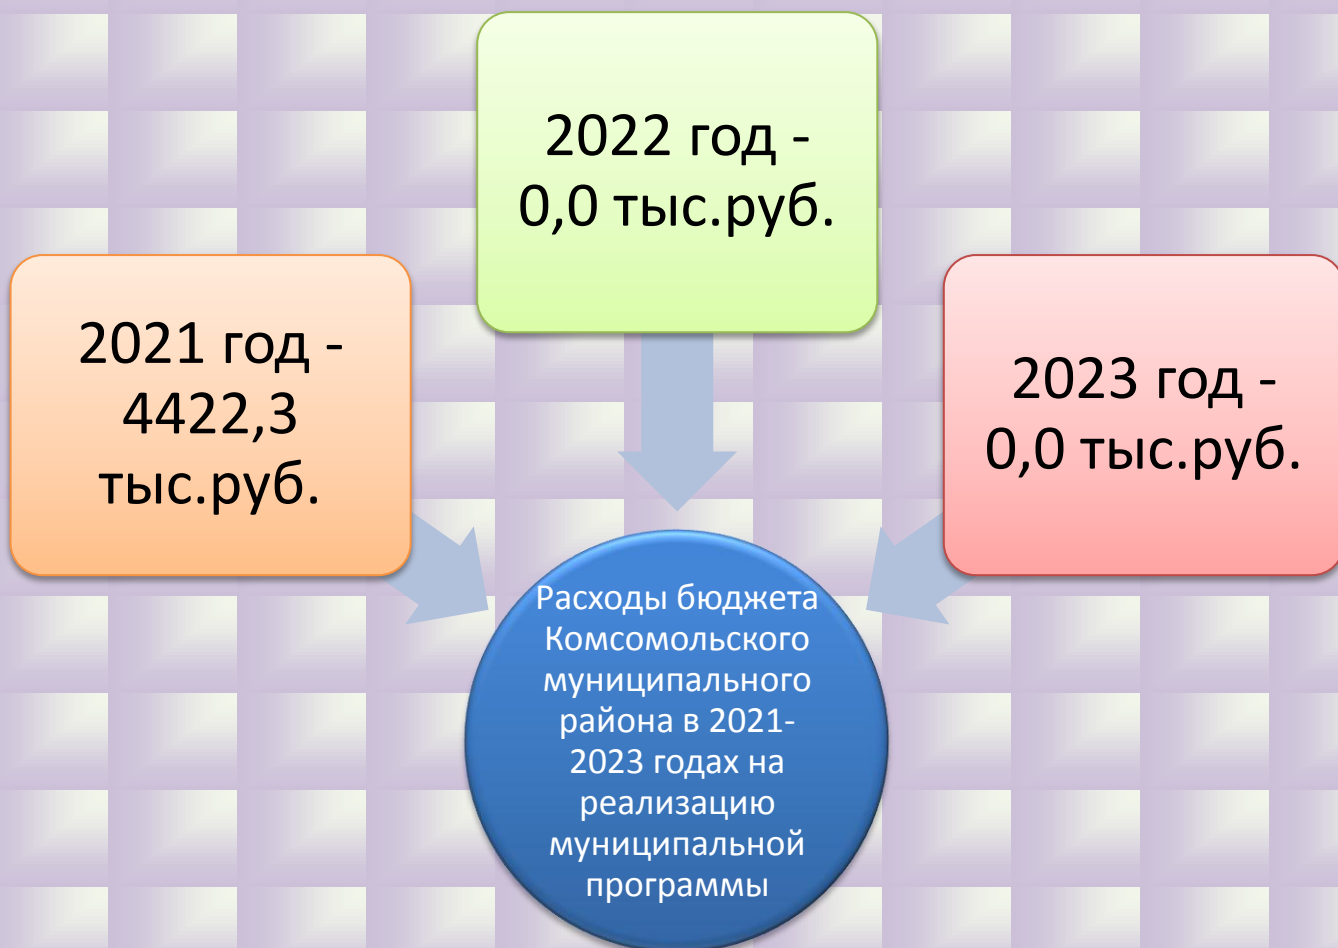 2022 год -
0,0 тыс.руб.
2021 год -
4422,3
тыс.руб.
2023 год -
0,0 тыс.руб.
Расходы бюджета
Комсомольского
муниципального
района в 2021-
2023 годах на
реализацию
муниципальной
программы